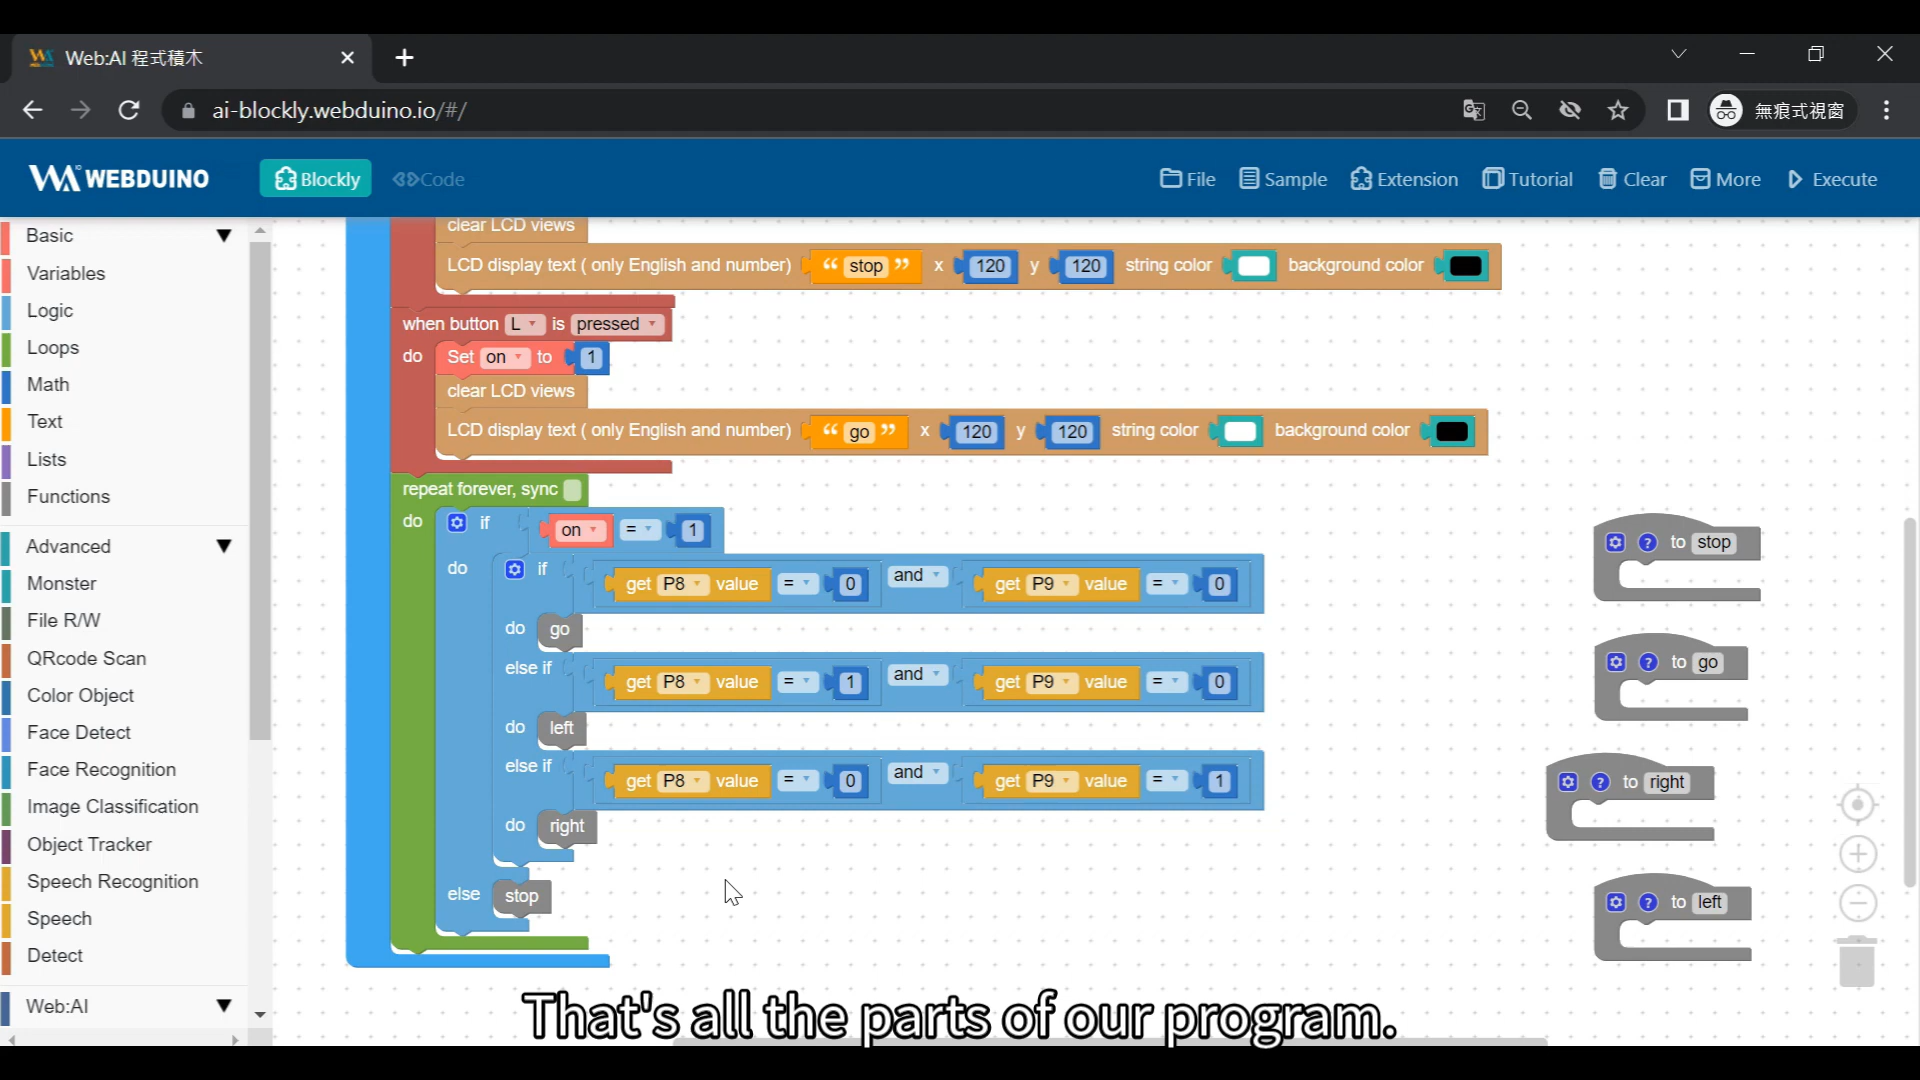 Web:AI 程式積木
ai-blockly.webduino.io/#/
無痕式視窗
WEBDUINO
Blockly
Code
File
Sample
Extension
Tutorial
Clear
More
Execute
Basic
Variables
Logic
Loops
Math
Text
Lists
Functions
Advanced
Monster
File R/W
QRcode Scan
Color Object
Face Detect
Face Recognition
Image Classification
Object Tracker
Speech Recognition
Speech
Detect
Web:AI
clear LCD views
LCD display text ( only English and number) “ stop ” x 120 y 120 string color background color
when button L is pressed
do Set on to 1
clear LCD views
LCD display text ( only English and number) “ go ” x 120 y 120 string color background color
repeat forever, sync
do if on = 1
do if get P8 value = 0 and get P9 value = 0
do go
else if get P8 value = 1 and get P9 value = 0
do left
else if get P8 value = 0 and get P9 value = 1
do right
else stop
? to stop
? to go
? to right
? to left
That's all the parts of our program.